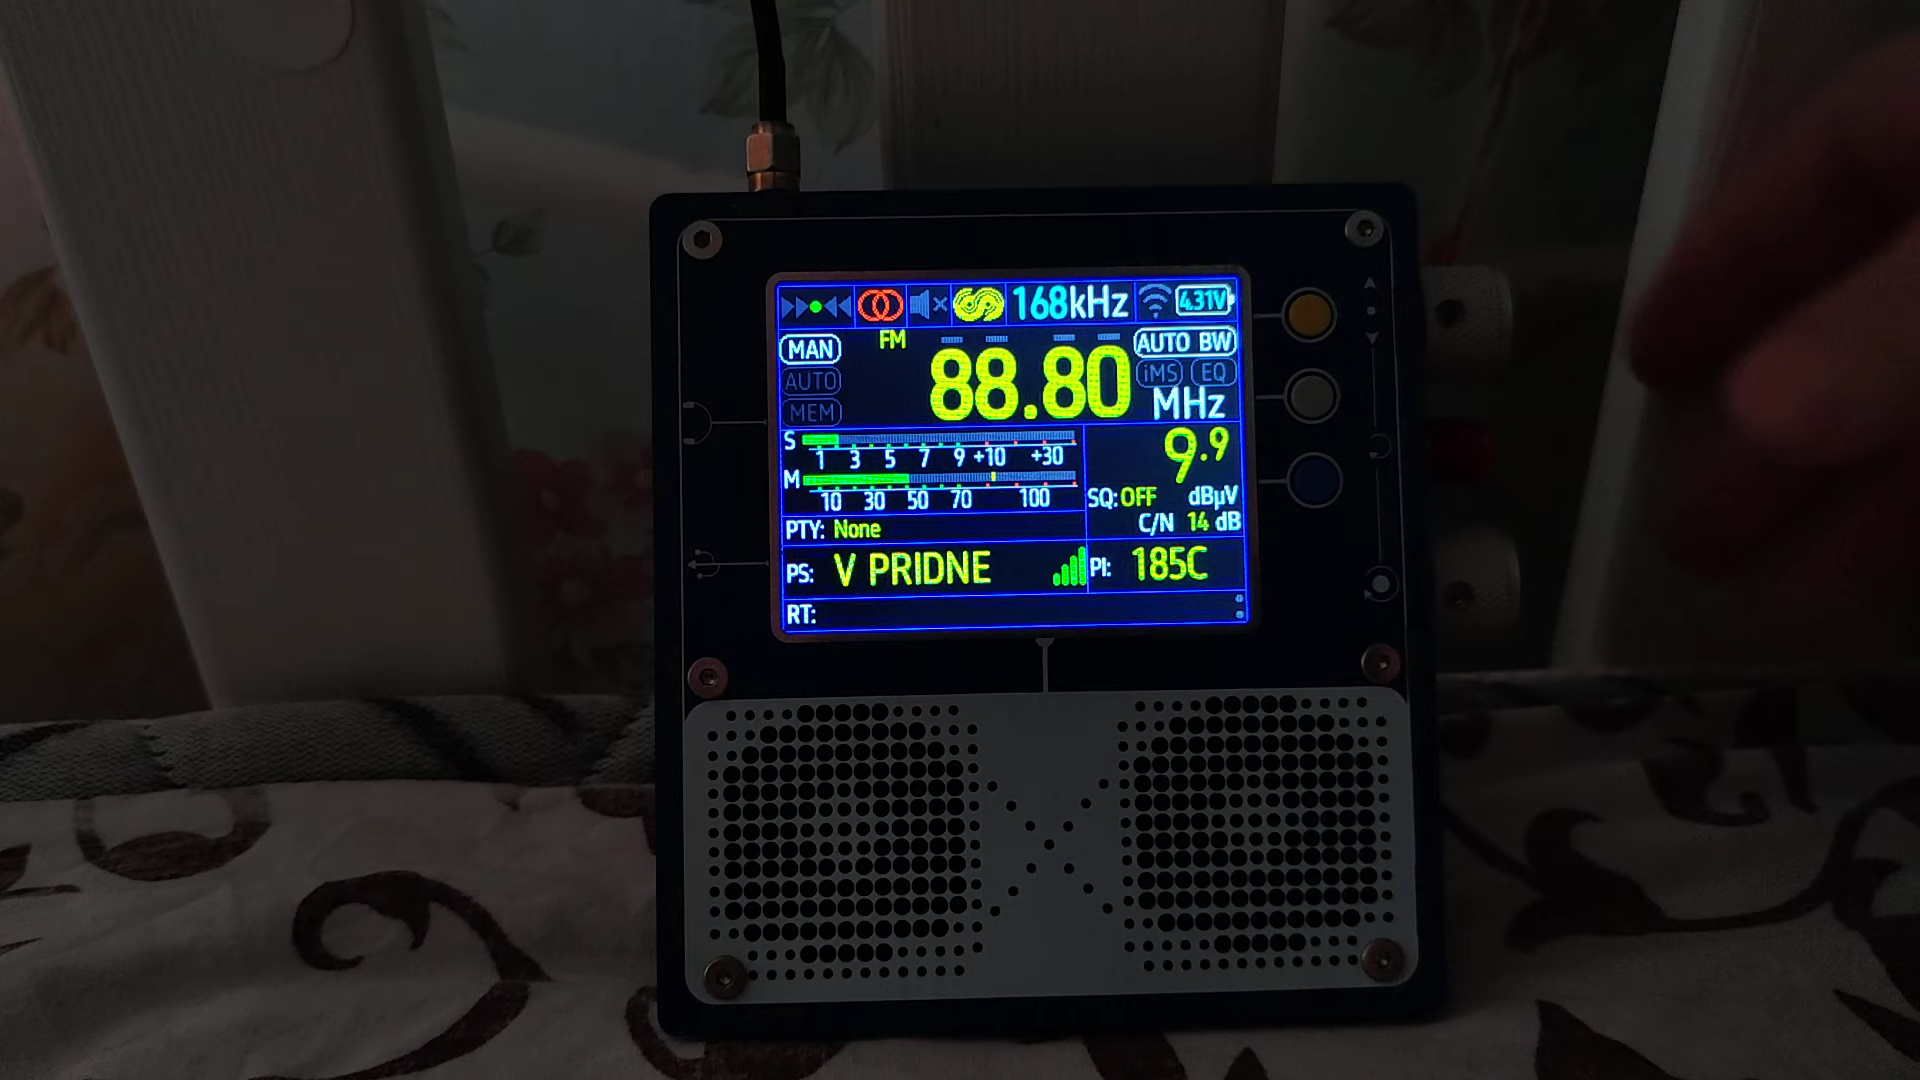 168kHz 4.31V
MAN FM 88.80 AUTO BW
AUTO iMS EQ
MEM MHz
S 1 3 5 7 9 +10 +30 9.9
M 10 30 50 70 100 SQ: OFF dBµV
C/N 14 dB
PTY: None
PS: V PRIDNE PI: 185C
RT: